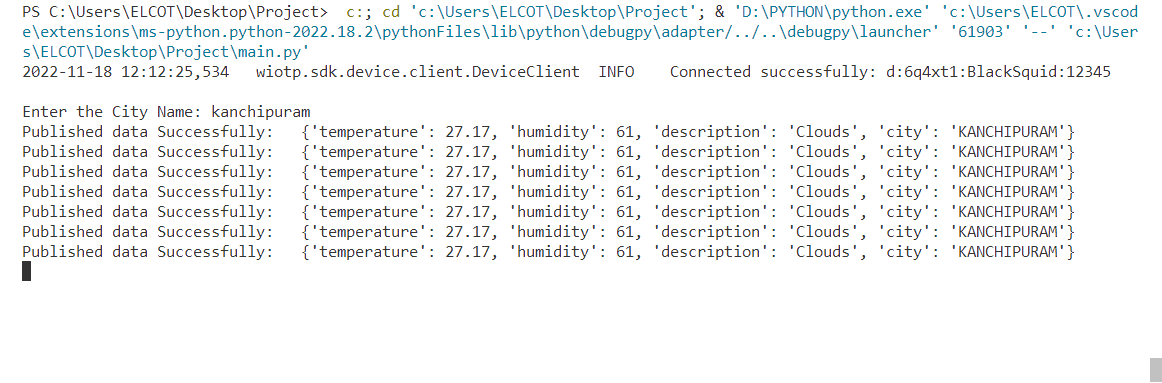 PS C:\Users\ELCOT\Desktop\Project>  c:; cd 'c:\Users\ELCOT\Desktop\Project'; & 'D:\PYTHON\python.exe' 'c:\Users\ELCOT\.vscod
e\extensions\ms-python.python-2022.18.2\pythonFiles\lib\python\debugpy\adapter/../..\debugpy\launcher' '61903' '--' 'c:\User
s\ELCOT\Desktop\Project\main.py'
2022-11-18 12:12:25,534   wiotp.sdk.device.client.DeviceClient  INFO    Connected successfully: d:6q4xt1:BlackSquid:12345
Enter the City Name: kanchipuram
Published data Successfully:   {'temperature': 27.17, 'humidity': 61, 'description': 'Clouds', 'city': 'KANCHIPURAM'}
Published data Successfully:   {'temperature': 27.17, 'humidity': 61, 'description': 'Clouds', 'city': 'KANCHIPURAM'}
Published data Successfully:   {'temperature': 27.17, 'humidity': 61, 'description': 'Clouds', 'city': 'KANCHIPURAM'}
Published data Successfully:   {'temperature': 27.17, 'humidity': 61, 'description': 'Clouds', 'city': 'KANCHIPURAM'}
Published data Successfully:   {'temperature': 27.17, 'humidity': 61, 'description': 'Clouds', 'city': 'KANCHIPURAM'}
Published data Successfully:   {'temperature': 27.17, 'humidity': 61, 'description': 'Clouds', 'city': 'KANCHIPURAM'}
Published data Successfully:   {'temperature': 27.17, 'humidity': 61, 'description': 'Clouds', 'city': 'KANCHIPURAM'}